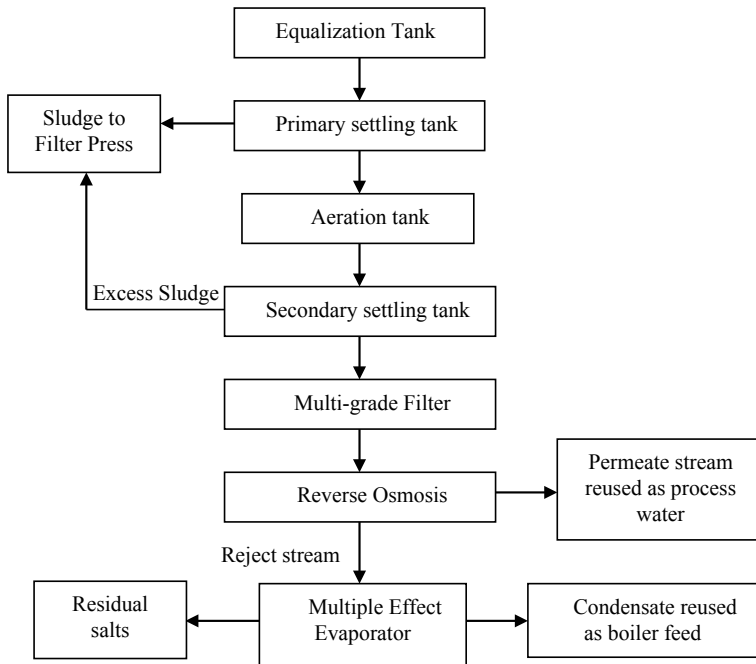 Equalization Tank
Sludge to
Filter Press
Primary settling tank
Aeration tank
Excess Sludge
Secondary settling tank
Multi-grade Filter
Permeate stream
reused as process
water
Reverse Osmosis
Reject stream
Residual
salts
Multiple Effect
Evaporator
Condensate reused
as boiler feed